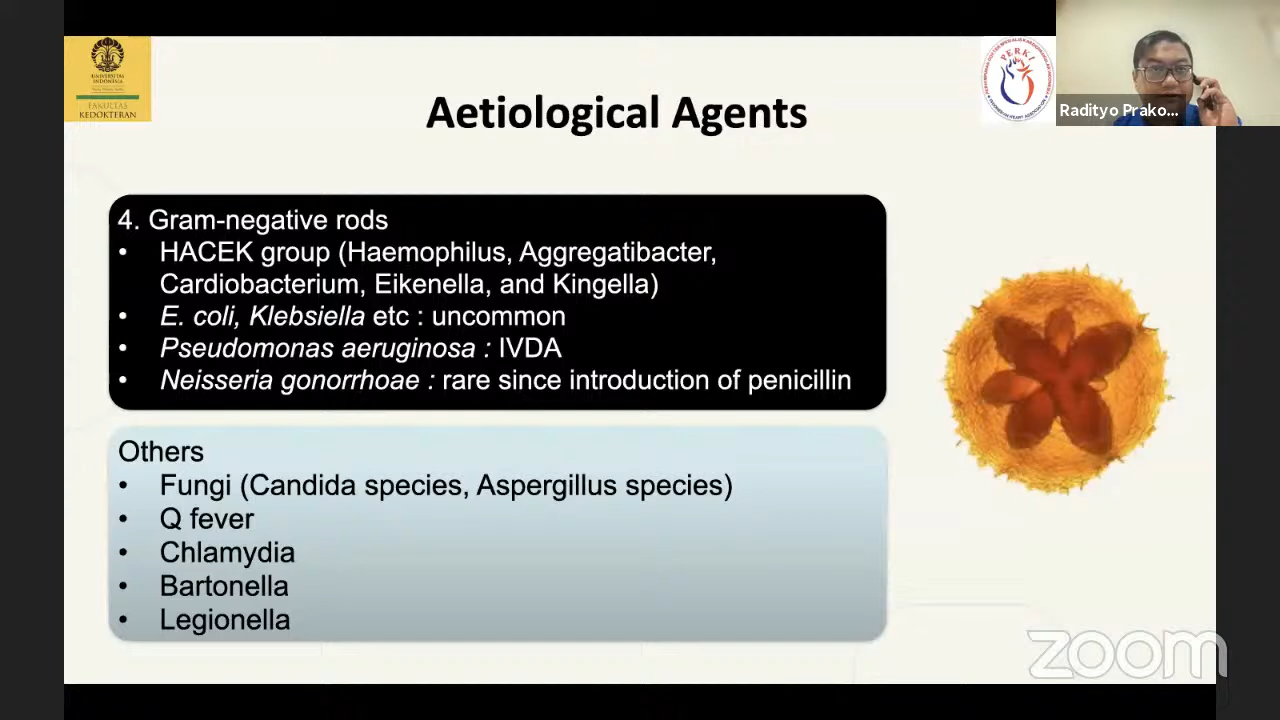 UNIVERSITAS
INDONESIA
FAKULTAS
KEDOKTERAN
PERKI
Radityo Prako...
Aetiological Agents
4. Gram-negative rods
• HACEK group (Haemophilus, Aggregatibacter,
Cardiobacterium, Eikenella, and Kingella)
• E. coli, Klebsiella etc : uncommon
• Pseudomonas aeruginosa : IVDA
• Neisseria gonorrhoae : rare since introduction of penicillin
Others
• Fungi (Candida species, Aspergillus species)
• Q fever
• Chlamydia
• Bartonella
• Legionella
zoom